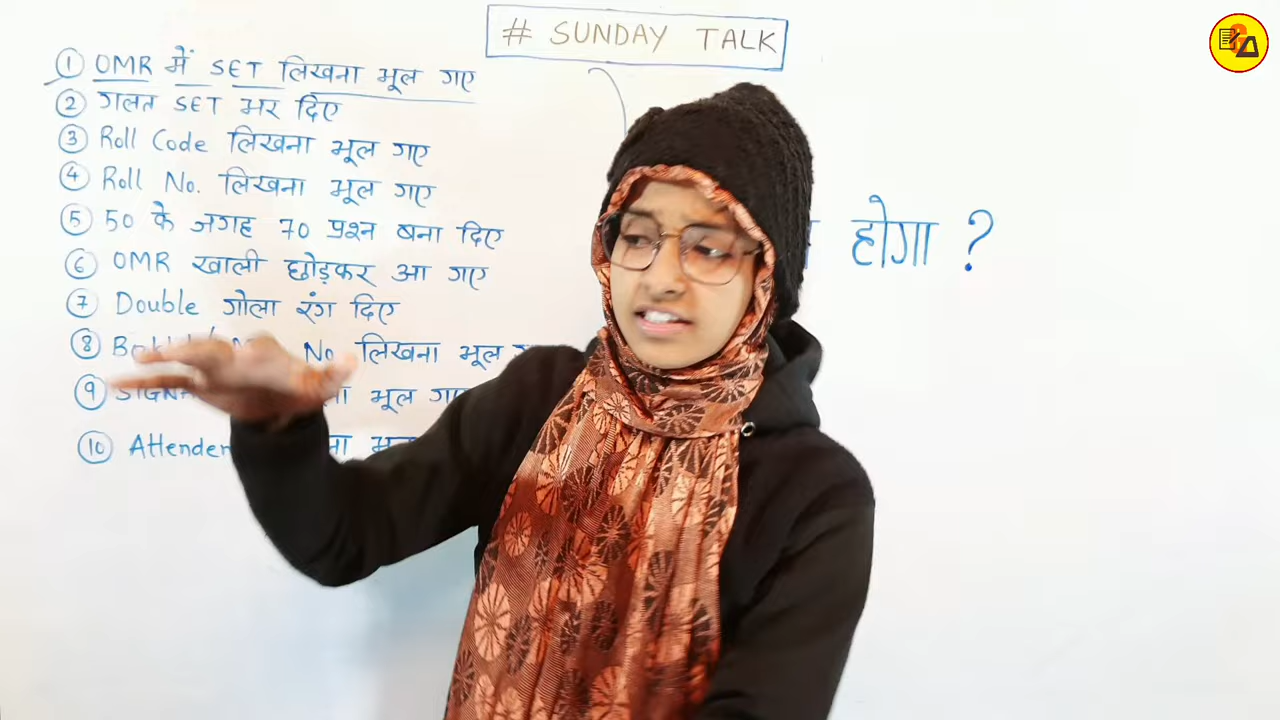 # SUNDAY TALK
① OMR में SET लिखना भूल गए
② गलत SET भर दिए
③ Roll Code लिखना भूल गए
④ Roll No. लिखना भूल गए
⑤ 50 के जगह 70 प्रश्न बना दिए
⑥ OMR खाली छोड़कर आ गए
⑦ Double गोला रंग दिए
⑧ No. लिखना भूल
⑨ भूल गए
⑩
होगा ?